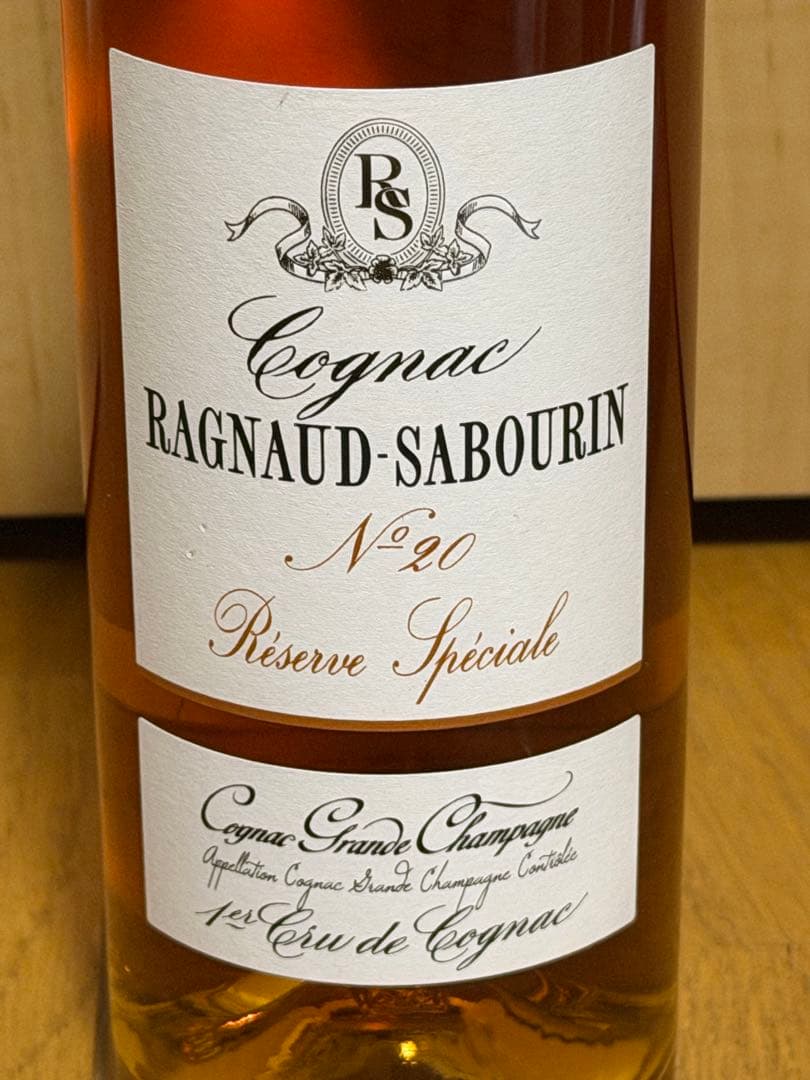 RS
Cognac
RAGNAUD-SABOURIN
Nº 20
Réserve Spéciale
Cognac Grande Champagne
Appellation Cognac Grande Champagne Contrôlée
1er Cru de Cognac